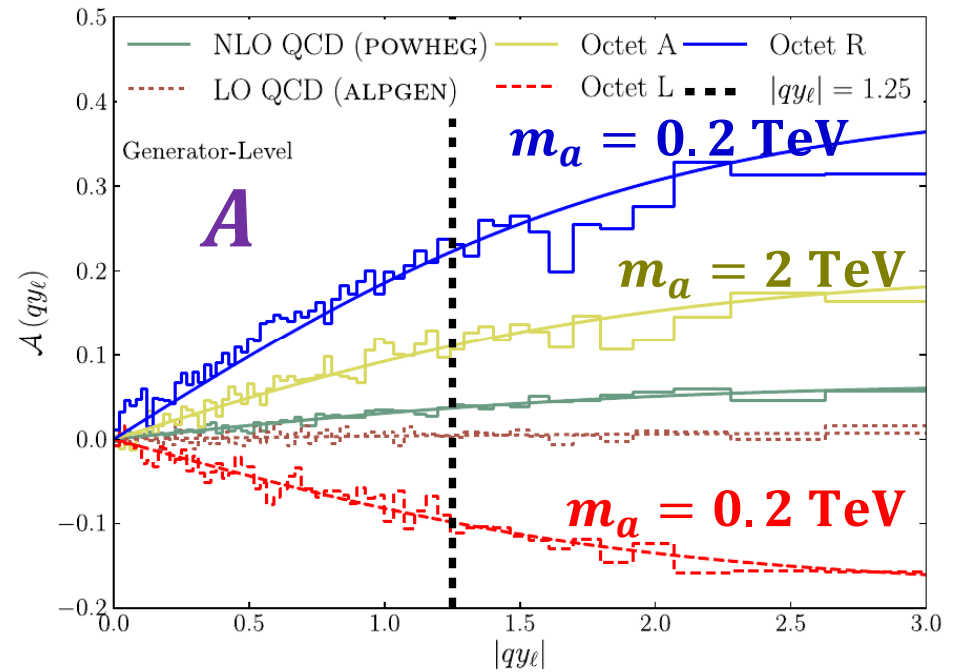 NLO QCD (POWHEG)
Octet A
Octet R
LO QCD (ALPGEN)
Octet L
|qyℓ| = 1.25
Generator-Level
A
mₐ = 0.2 TeV
mₐ = 2 TeV
mₐ = 0.2 TeV
𝒜 (qyℓ)
0.5
0.4
0.3
0.2
0.1
0.0
−0.1
−0.2
0.0 0.5 1.0 1.5 2.0 2.5 3.0
|qyℓ|